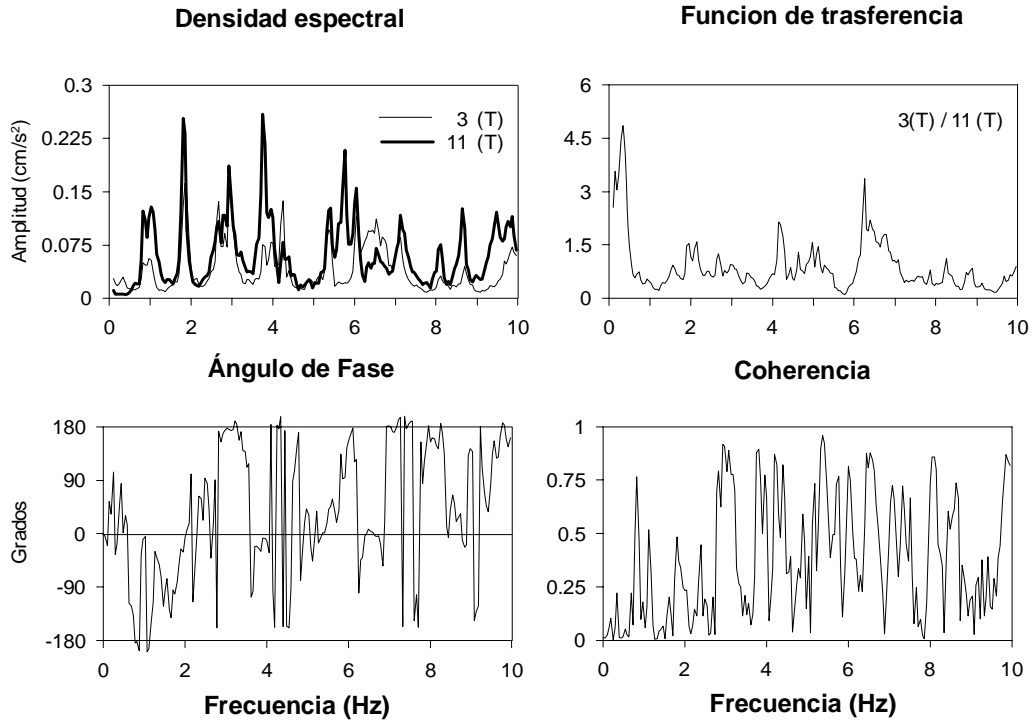 Densidad espectral
Amplitud (cm/s²)
0.3
0.225
0.15
0.075
0
3 (T)
11 (T)
0 2 4 6 8 10
Funcion de trasferencia
6
4.5
3
1.5
0
3(T) / 11 (T)
0 2 4 6 8 10
Ángulo de Fase
Grados
180
90
0
-90
-180
0 2 4 6 8 10
Frecuencia (Hz)
Coherencia
1
0.75
0.5
0.25
0
0 2 4 6 8 10
Frecuencia (Hz)